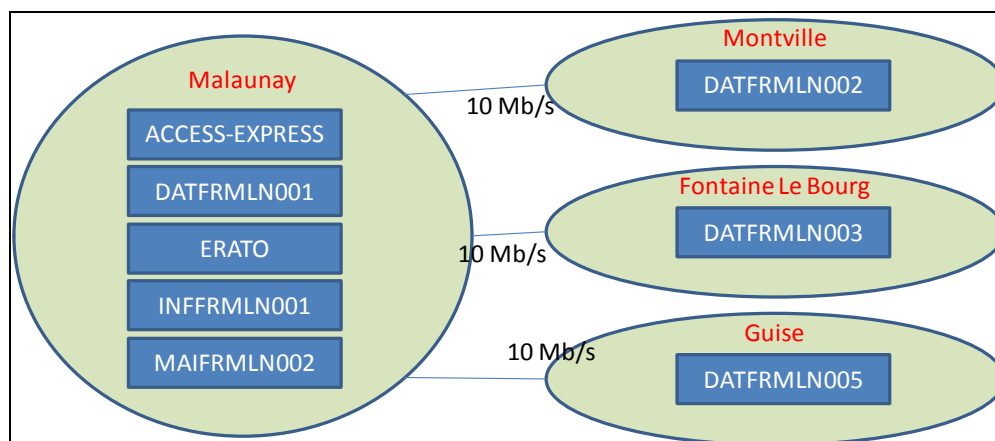 Malaunay
ACCESS-EXPRESS
DATFRMLN001
ERATO
INFFRMLN001
MAIFRMLN002
10 Mb/s
Montville
DATFRMLN002
10 Mb/s
Fontaine Le Bourg
DATFRMLN003
10 Mb/s
Guise
DATFRMLN005